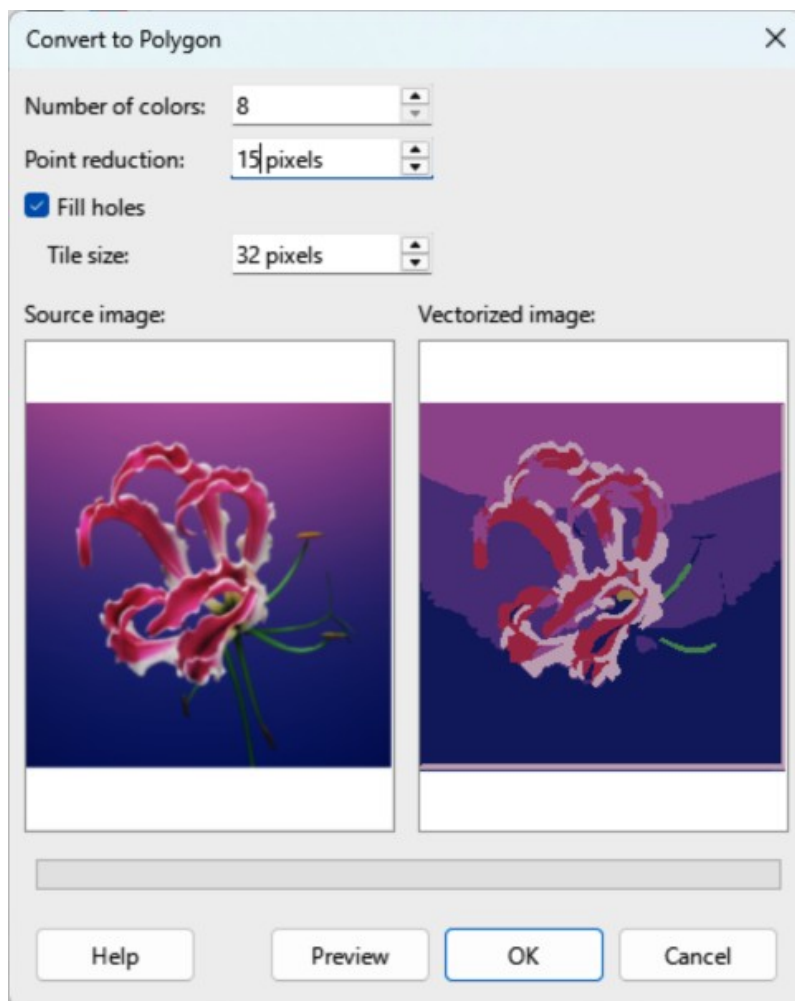 Convert to Polygon
Number of colors: 8
Point reduction: 15 pixels
Fill holes
Tile size: 32 pixels
Source image: Vectorized image:
Help Preview OK Cancel